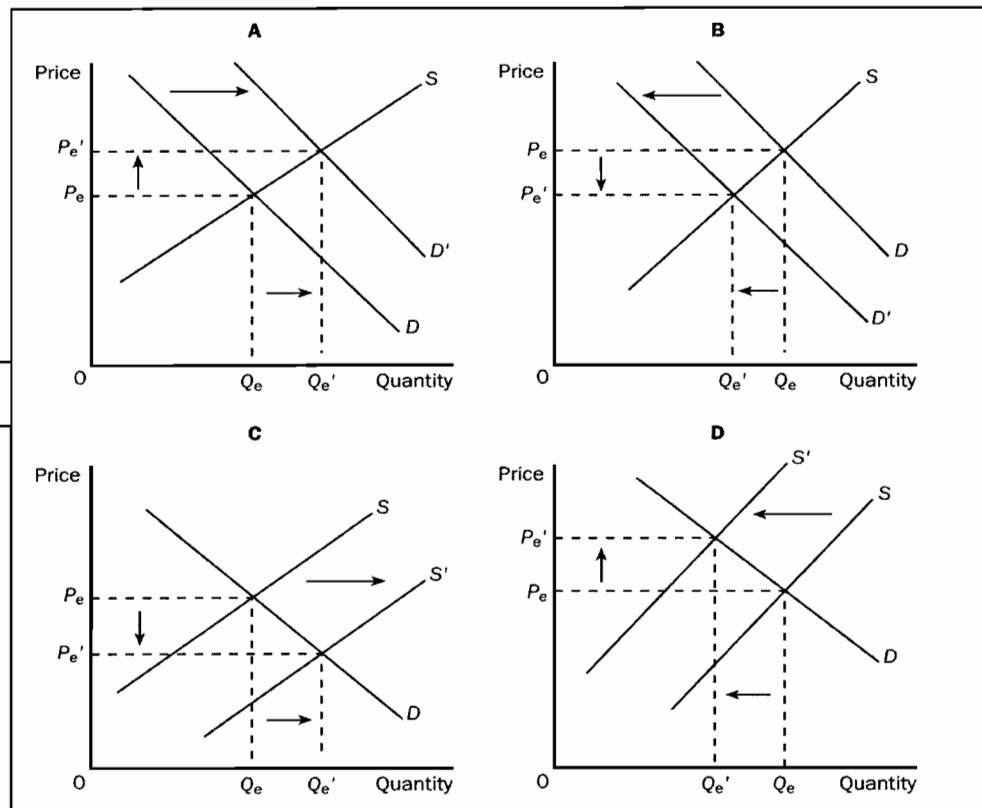 A
Price
S
Pe'
Pe
D'
D
O
Qe
Qe'
Quantity
B
Price
S
Pe
Pe'
D
D'
O
Qe'
Qe
Quantity
C
Price
S
S'
Pe
Pe'
D
O
Qe
Qe'
Quantity
D
Price
S'
S
Pe'
Pe
D
O
Qe'
Qe
Quantity